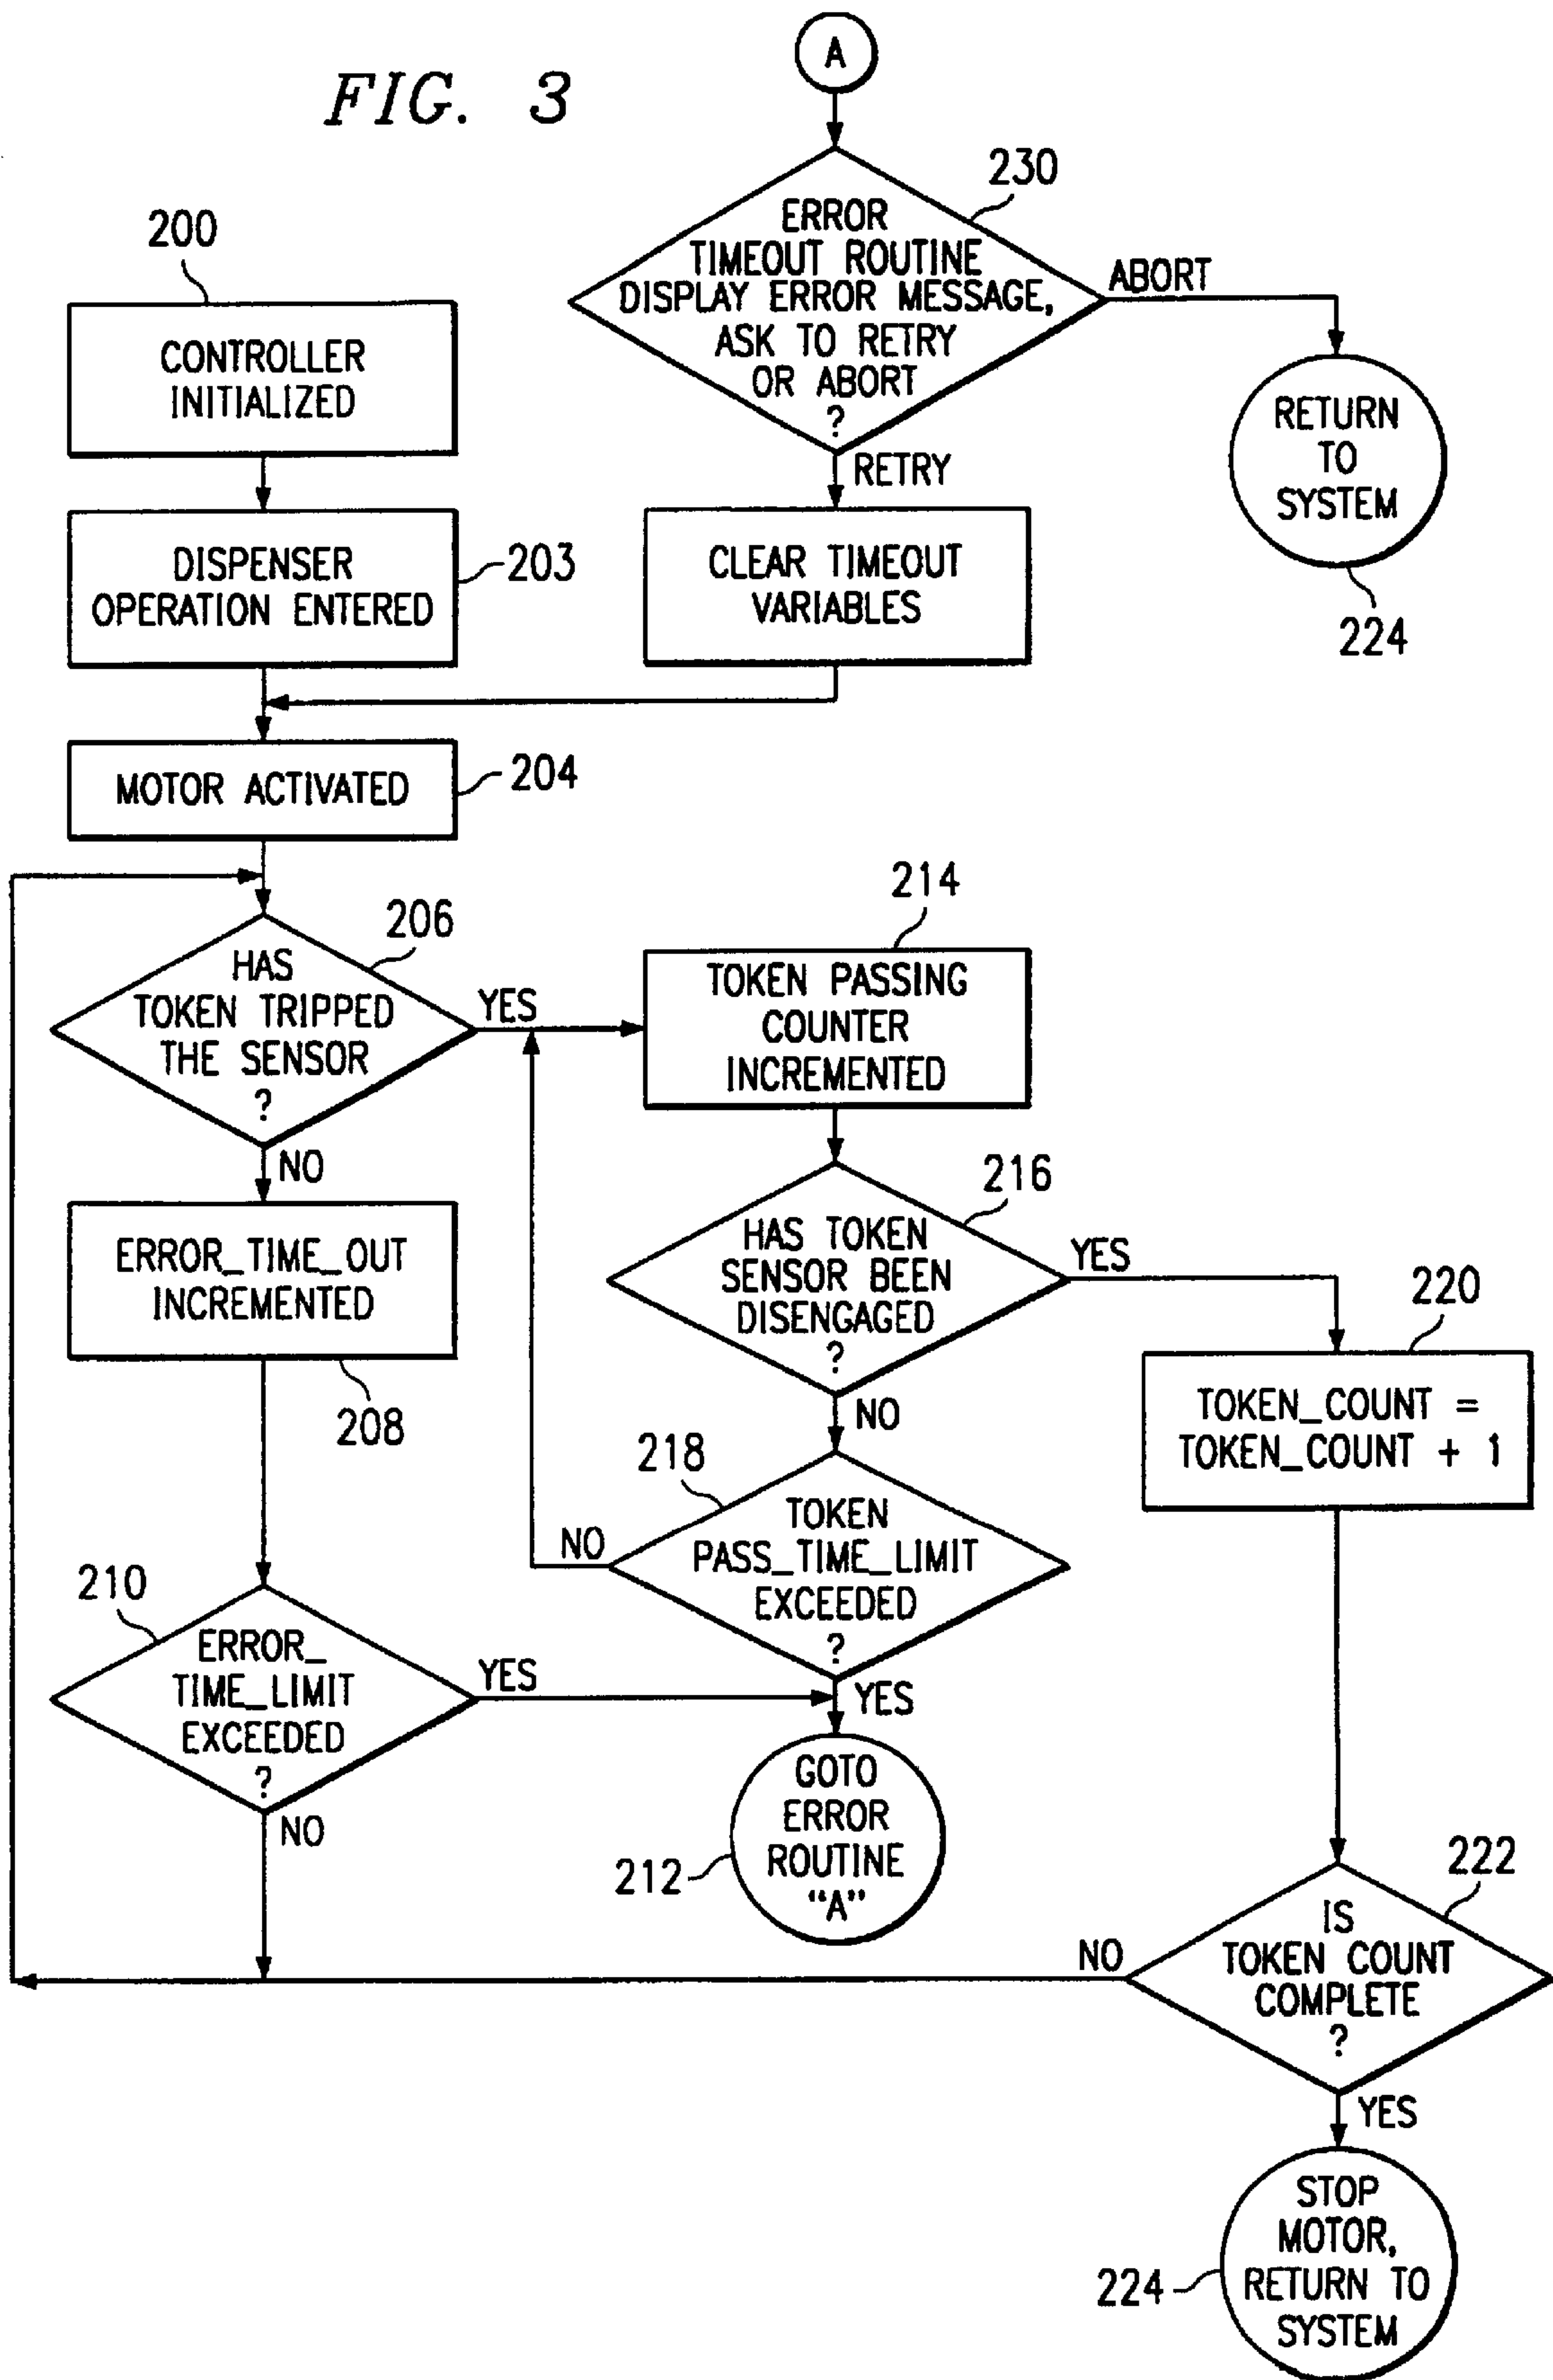 FIG. 3
A
230
ERROR
TIMEOUT ROUTINE
DISPLAY ERROR MESSAGE,
ASK TO RETRY
OR ABORT
?
ABORT
RETURN
TO
SYSTEM
224
RETRY
CLEAR TIMEOUT
VARIABLES
200
CONTROLLER
INITIALIZED
DISPENSER
OPERATION ENTERED
203
MOTOR ACTIVATED
204
206
HAS
TOKEN TRIPPED
THE SENSOR
?
YES
NO
ERROR_TIME_OUT
INCREMENTED
208
210
ERROR_
TIME_LIMIT
EXCEEDED
?
YES
NO
214
TOKEN PASSING
COUNTER
INCREMENTED
216
HAS TOKEN
SENSOR BEEN
DISENGAGED
?
YES
NO
218
TOKEN
PASS_TIME_LIMIT
EXCEEDED
?
NO
YES
GOTO
ERROR
ROUTINE
"A"
212
220
TOKEN_COUNT =
TOKEN_COUNT + 1
222
IS
TOKEN COUNT
COMPLETE
?
NO
YES
STOP
MOTOR,
RETURN TO
SYSTEM
224